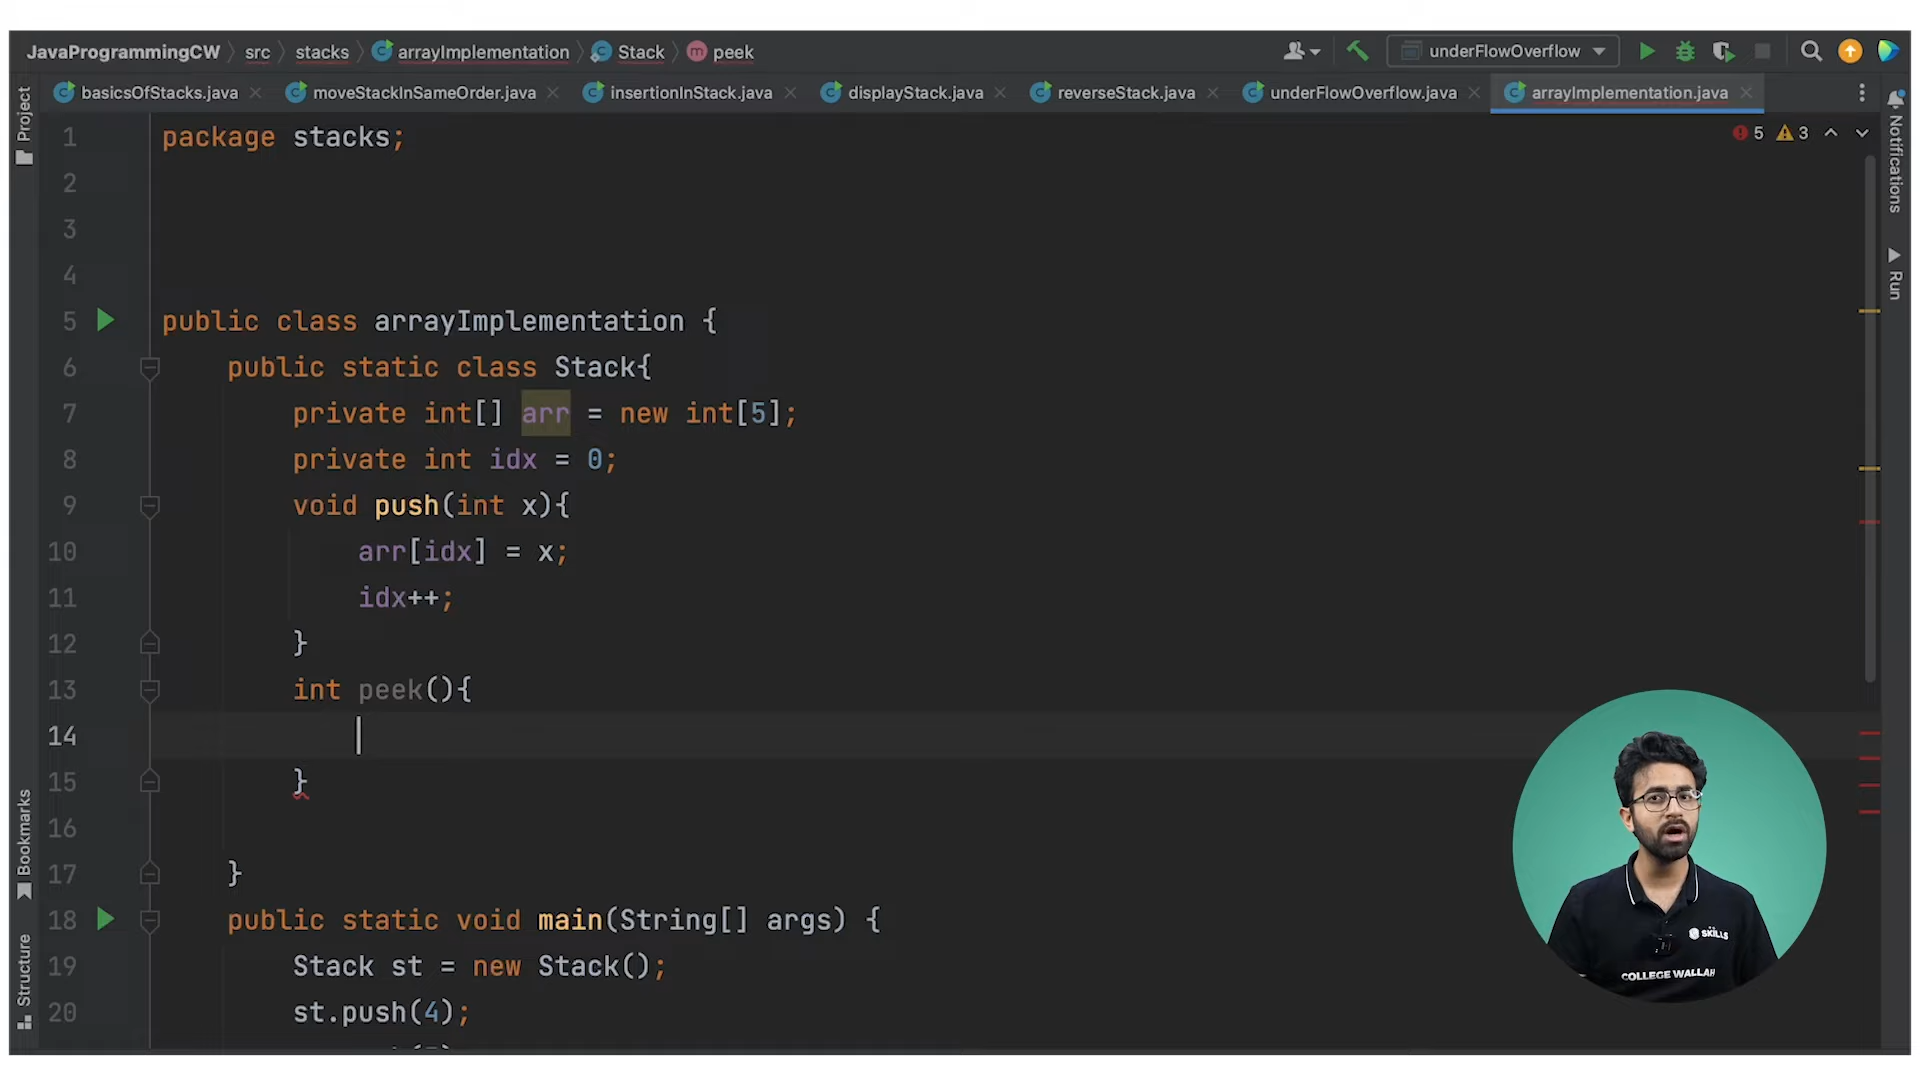 JavaProgrammingCW src stacks arrayImplementation Stack m peek underFlowOverflow
basicsOfStacks.java moveStackInSameOrder.java insertionInStack.java displayStack.java reverseStack.java underFlowOverflow.java arrayImplementation.java
Project
Notifications
Run
Bookmarks
Structure
5 3
1 package stacks;
2
3
4
5 public class arrayImplementation {
6 public static class Stack{
7 private int[] arr = new int[5];
8 private int idx = 0;
9 void push(int x){
10 arr[idx] = x;
11 idx++;
12 }
13 int peek(){
14
15 }
16
17 }
18 public static void main(String[] args) {
19 Stack st = new Stack();
20 st.push(4);
SKILLS
COLLEGE WALLAH